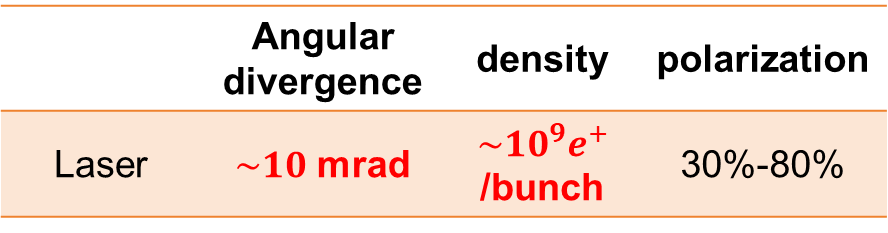 Angular divergence density polarization
Laser ~10 mrad ~10⁹e⁺ /bunch 30%-80%